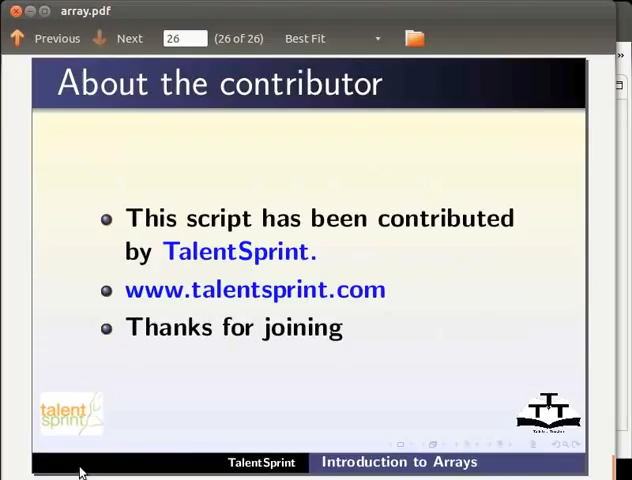 array.pdf
Previous Next 26 (26 of 26) Best Fit
About the contributor
This script has been contributed
by TalentSprint.
www.talentsprint.com
Thanks for joining
talent
sprint
TalentSprint Introduction to Arrays